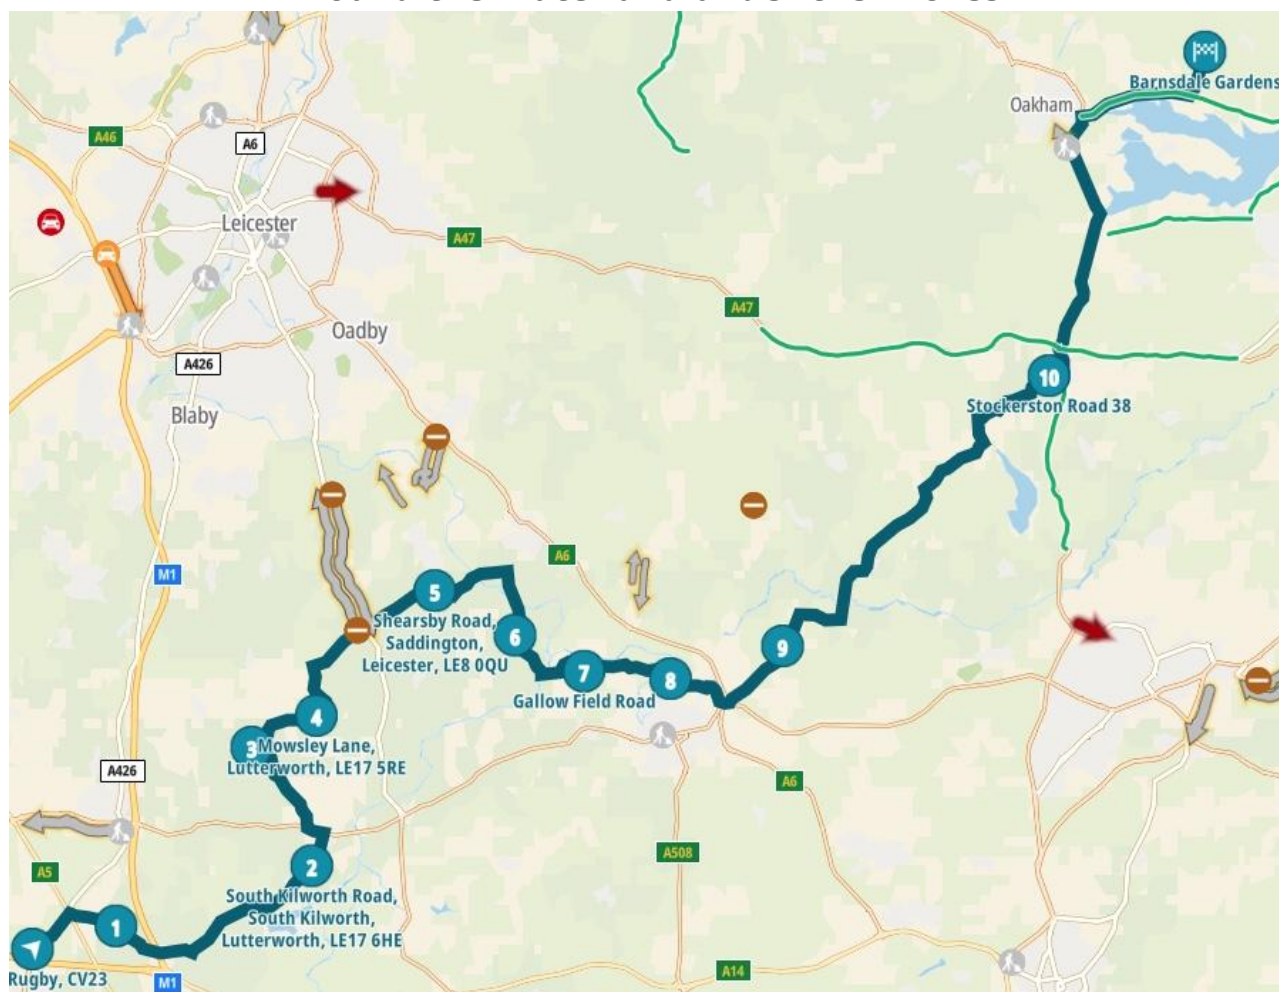 Barnsdale Gardens
Oakham
A46
A6
Leicester
A47
A47
Oadby
A426
Blaby
10
Stockerston Road 38
A6
M1
5
Shearsby Road,
Saddington,
Leicester, LE8 0QU
6
7
8
9
Gallow Field Road
4
3
Mowsley Lane,
Lutterworth, LE17 5RE
A426
A6
A508
A5
2
South Kilworth Road,
South Kilworth,
Lutterworth, LE17 6HE
1
Rugby, CV23
M1
A14